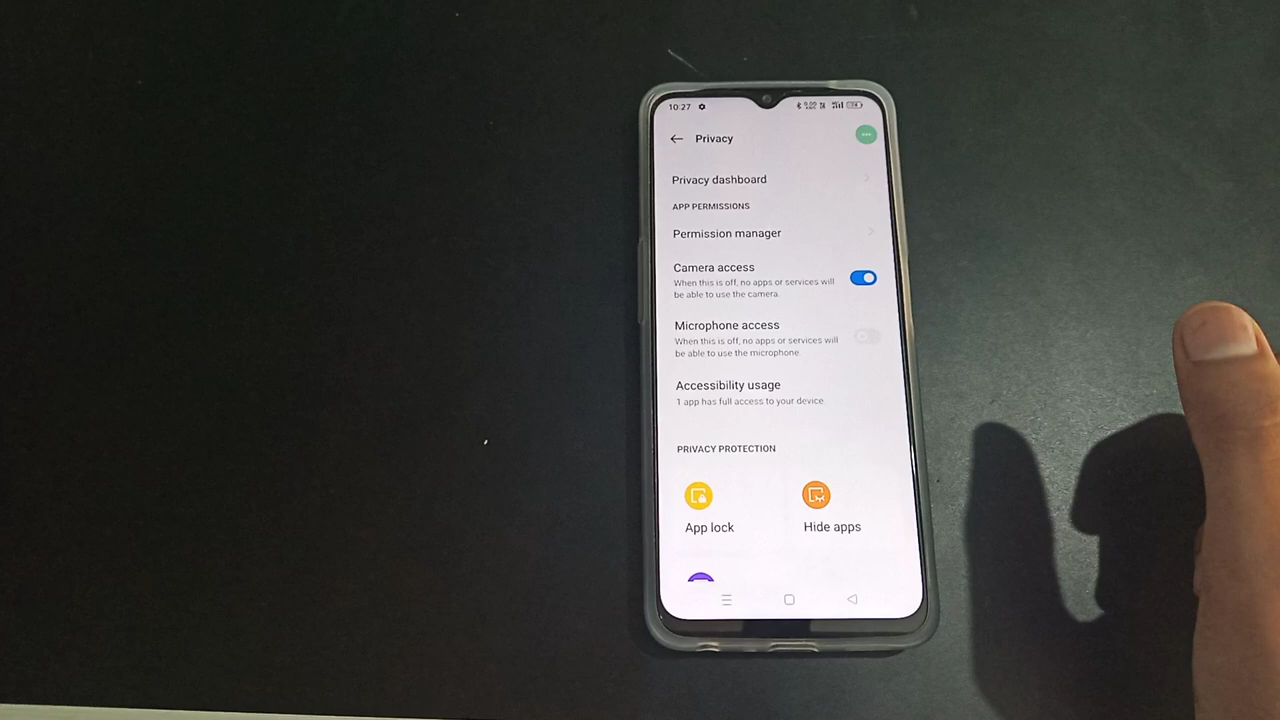 10:27
Privacy
Privacy dashboard
APP PERMISSIONS
Permission manager
Camera access
When this is off, no apps or services will
be able to use the camera.
Microphone access
When this is off, no apps or services will
be able to use the microphone.
Accessibility usage
1 app has full access to your device
PRIVACY PROTECTION
App lock
Hide apps